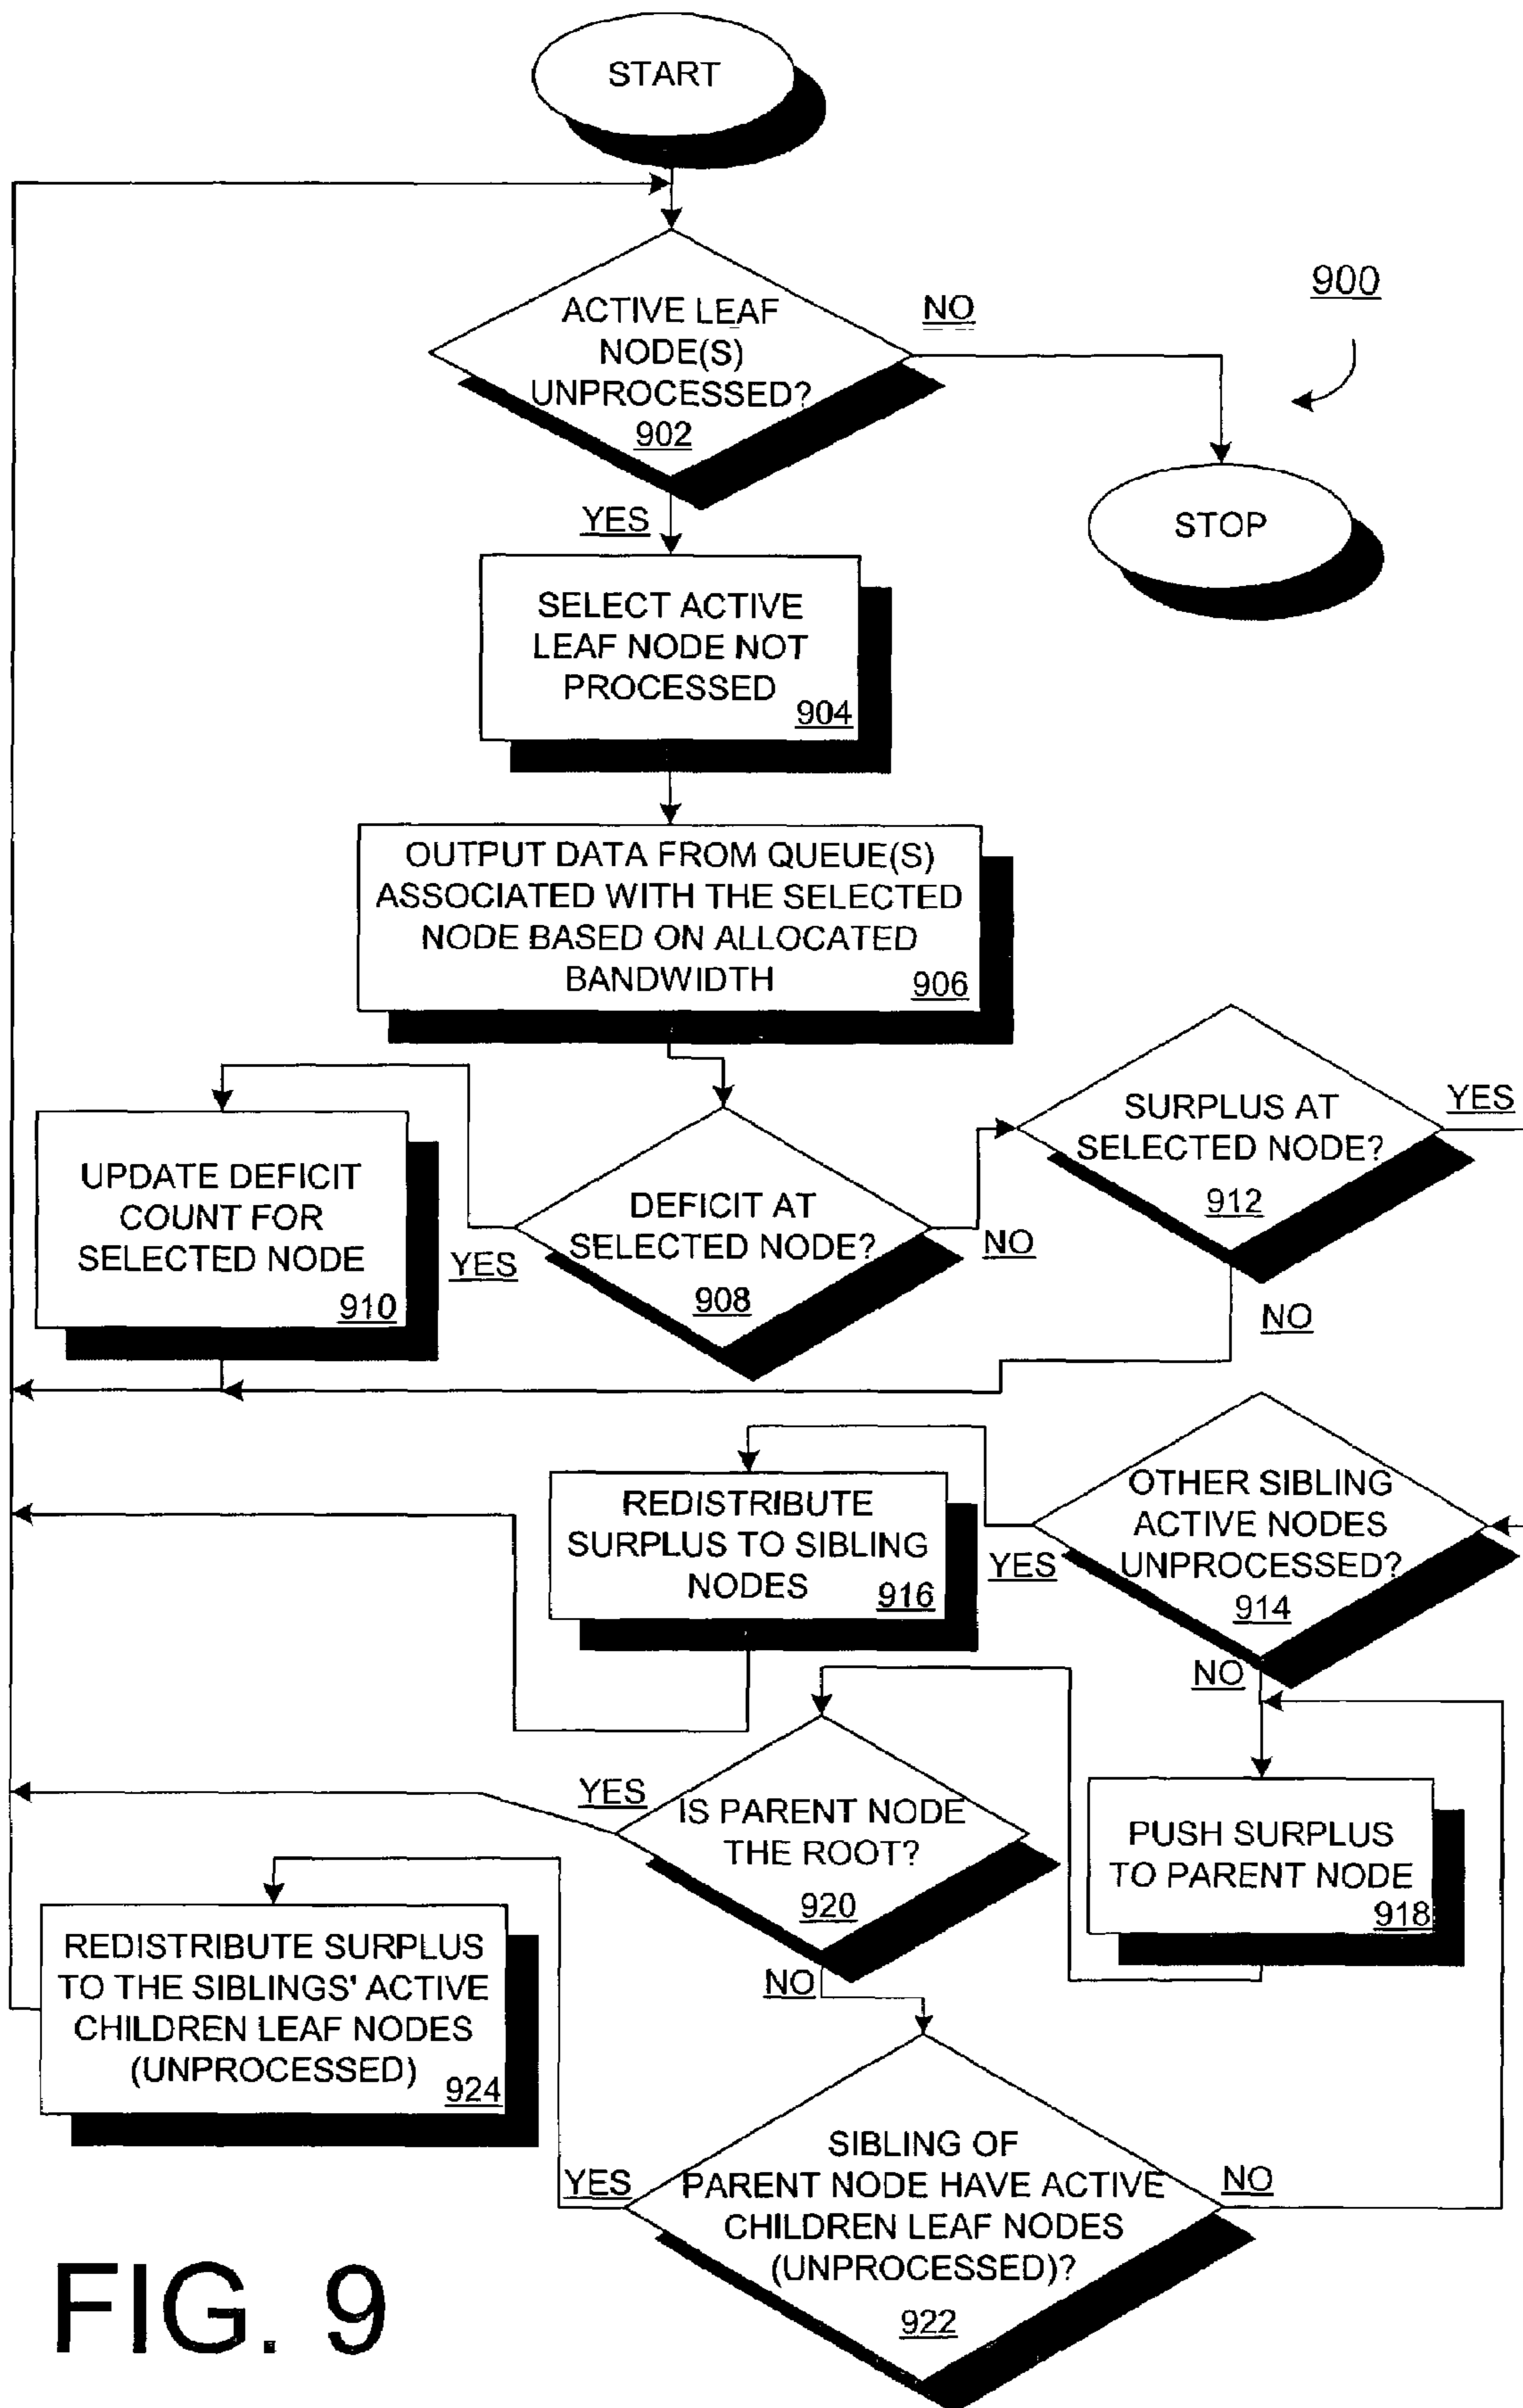 START
900
ACTIVE LEAF
NODE(S)
UNPROCESSED?
902
NO
YES
STOP
SELECT ACTIVE
LEAF NODE NOT
PROCESSED
904
OUTPUT DATA FROM QUEUE(S)
ASSOCIATED WITH THE SELECTED
NODE BASED ON ALLOCATED
BANDWIDTH
906
DEFICIT AT
SELECTED NODE?
908
YES
NO
UPDATE DEFICIT
COUNT FOR
SELECTED NODE
910
SURPLUS AT
SELECTED NODE?
912
YES
NO
OTHER SIBLING
ACTIVE NODES
UNPROCESSED?
914
YES
NO
REDISTRIBUTE
SURPLUS TO SIBLING
NODES
916
PUSH SURPLUS
TO PARENT NODE
918
IS PARENT NODE
THE ROOT?
920
YES
NO
SIBLING OF
PARENT NODE HAVE ACTIVE
CHILDREN LEAF NODES
(UNPROCESSED)?
922
YES
NO
REDISTRIBUTE SURPLUS
TO THE SIBLINGS' ACTIVE
CHILDREN LEAF NODES
(UNPROCESSED)
924
FIG. 9